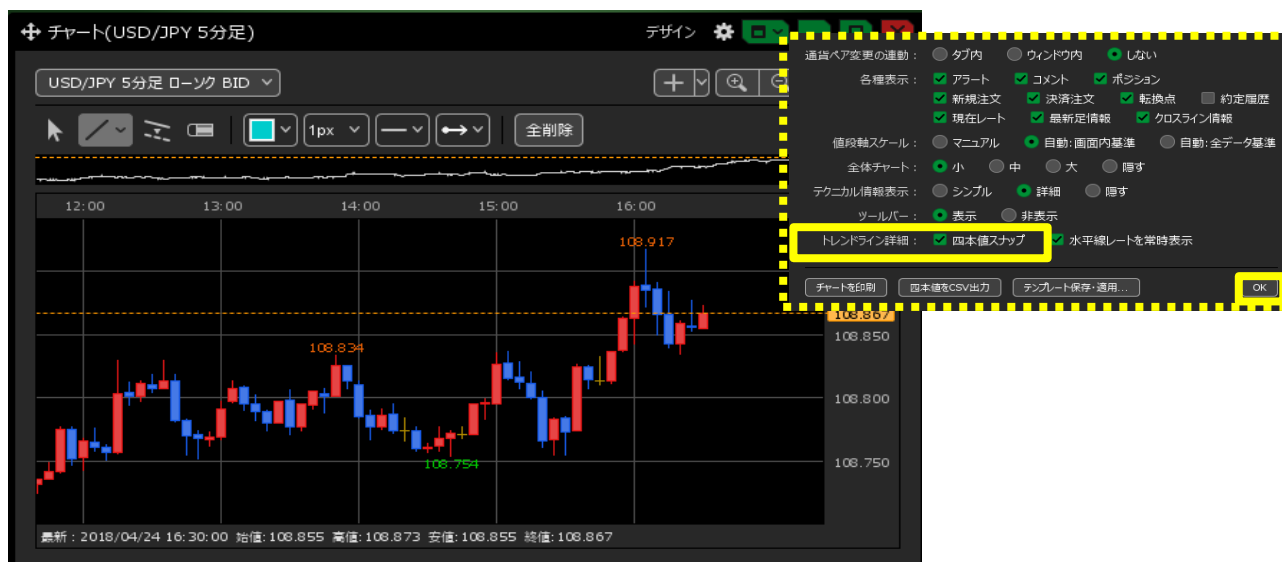 チャート(USD/JPY 5分足)
デザイン
USD/JPY 5分足 ローソク BID
1px
全削除
12:00 13:00 14:00 15:00 16:00
108.917
108.834
108.754
108.867
108.850
108.800
108.750
最新 : 2018/04/24 16:30:00 始値:108.855 高値:108.873 安値:108.855 終値:108.867
通貨ペア変更の連動 : タブ内 ウィンドウ内 しない
各種表示 : アラート コメント ポジション
新規注文 決済注文 転換点 約定履歴
現在レート 最新足情報 クロスライン情報
値段軸スケール : マニュアル 自動:画面内基準 自動:全データ基準
全体チャート : 小 中 大 隠す
テクニカル情報表示 : シンプル 詳細 隠す
ツールバー : 表示 非表示
トレンドライン詳細 : 四本値スナップ 水平線レートを常時表示
チャートを印刷 四本値をCSV出力 テンプレート保存・適用... OK